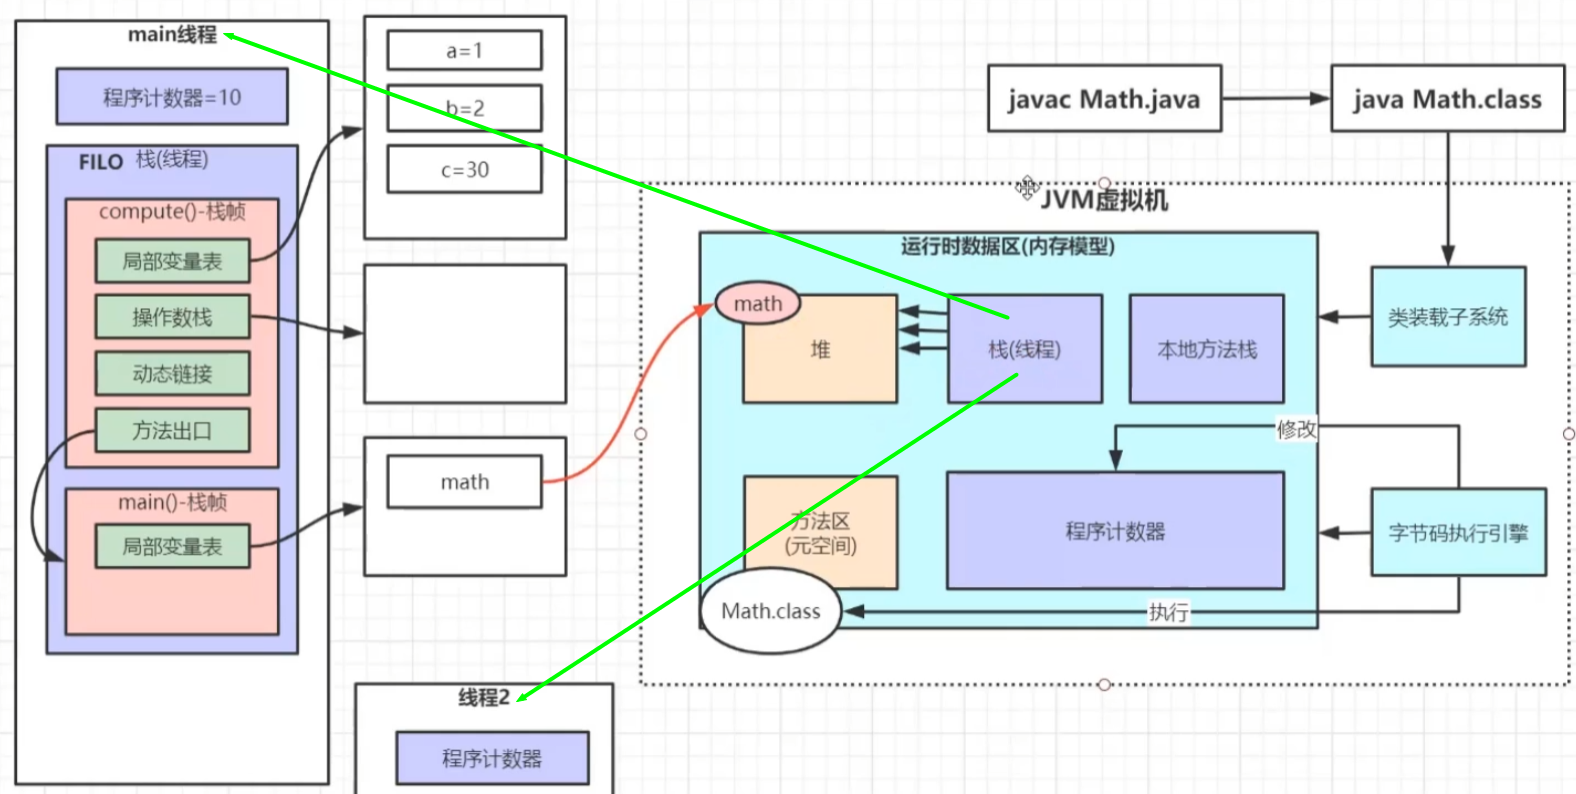 main线程
程序计数器=10
FILO 栈(线程)
compute()-栈帧
局部变量表
操作数栈
动态链接
方法出口
main()-栈帧
局部变量表
a=1
b=2
c=30
math
线程2
程序计数器
javac Math.java
java Math.class
JVM虚拟机
运行时数据区(内存模型)
math
堆
栈(线程)
本地方法栈
类装载子系统
修改
方法区
(元空间)
程序计数器
字节码执行引擎
Math.class
执行